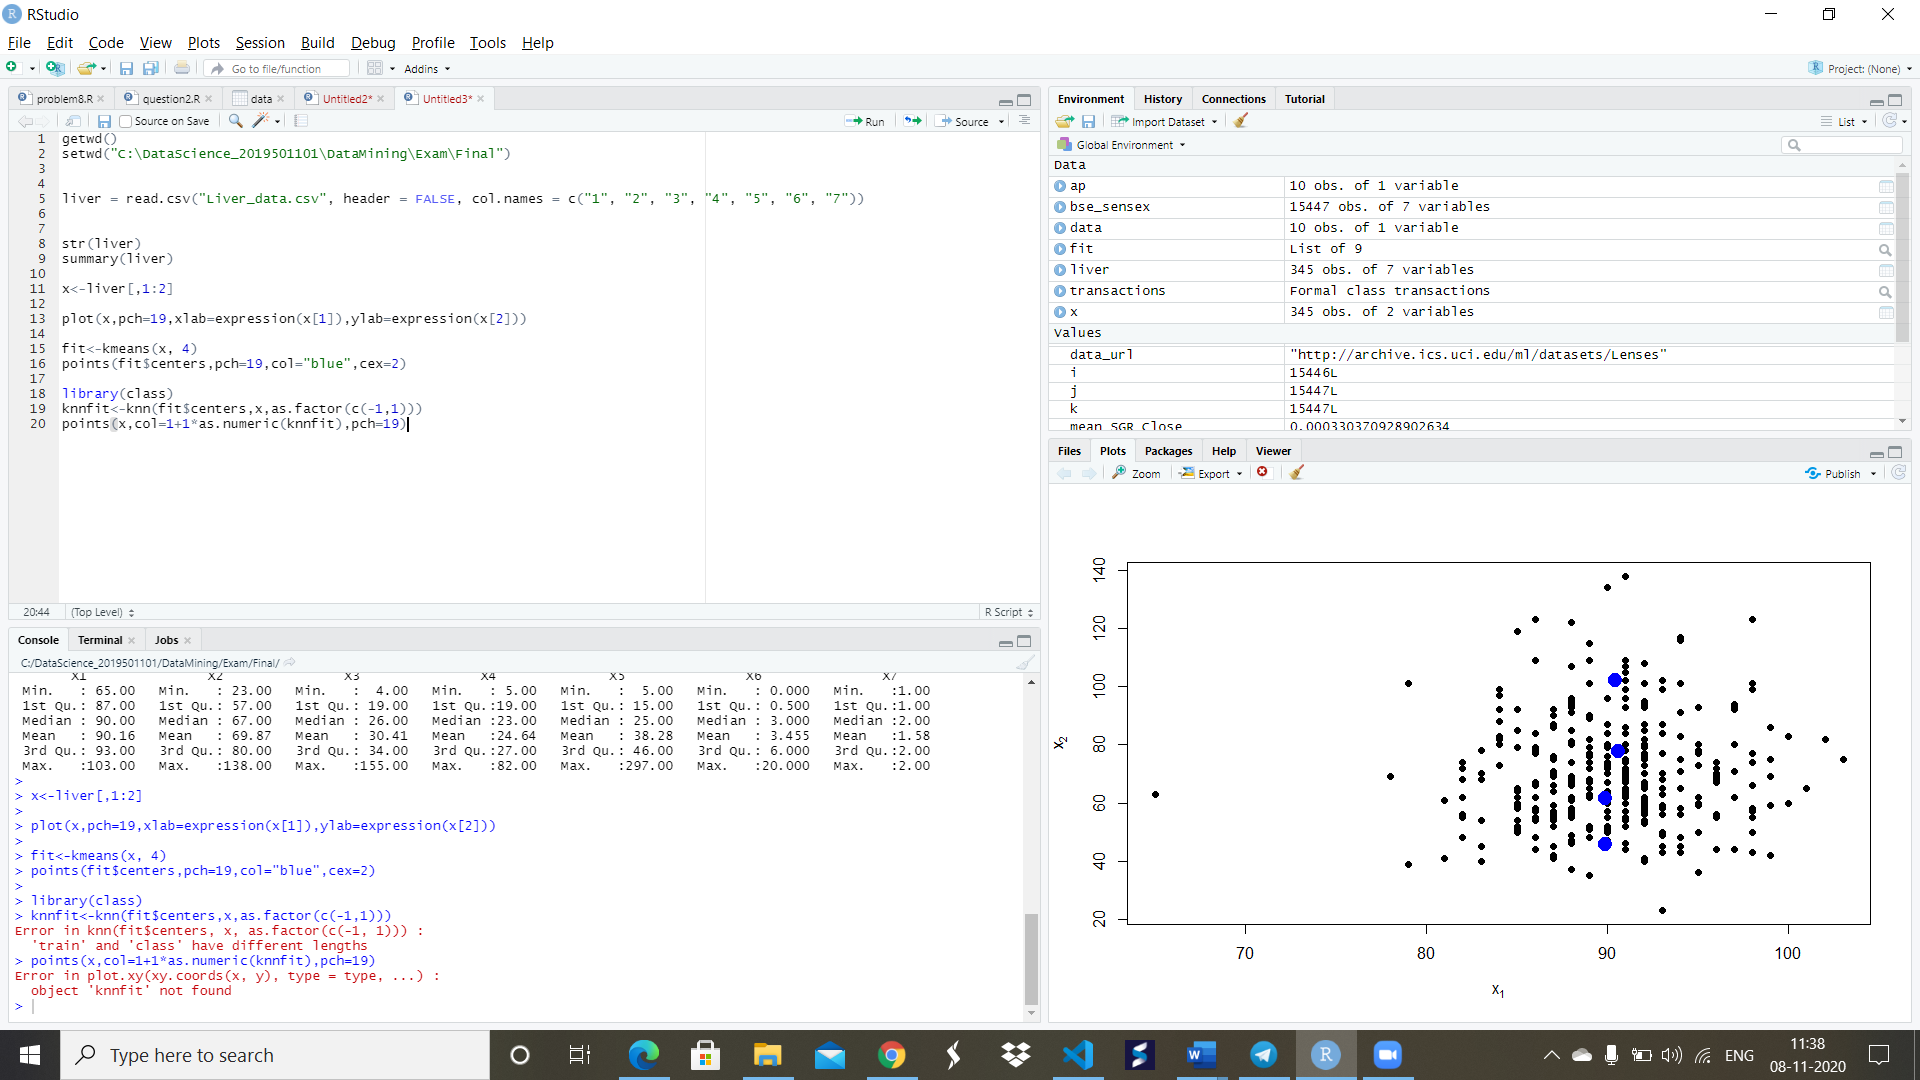 RStudio
File Edit Code View Plots Session Build Debug Profile Tools Help
Go to file/function Addins Project: (None)
problem8.R question2.R data Untitled2* Untitled3*
Source on Save Run Source
1 getwd()
2 setwd("C:\DataScience_2019501101\DataMining\Exam\Final")
3
4
5 liver = read.csv("Liver_data.csv", header = FALSE, col.names = c("1", "2", "3", "4", "5", "6", "7"))
6
7
8 str(liver)
9 summary(liver)
10
11 x<-liver[,1:2]
12
13 plot(x,pch=19,xlab=expression(x[1]),ylab=expression(x[2]))
14
15 fit<-kmeans(x, 4)
16 points(fit$centers,pch=19,col="blue",cex=2)
17
18 library(class)
19 knnfit<-knn(fit$centers,x,as.factor(c(-1,1)))
20 points(x,col=1+1*as.numeric(knnfit),pch=19)
20:44 (Top Level) R Script
Console Terminal Jobs
C:/DataScience_2019501101/DataMining/Exam/Final/
X1 X2 X3 X4 X5 X6 X7
Min. : 65.00 Min. : 23.00 Min. : 4.00 Min. : 5.00 Min. : 5.00 Min. : 0.000 Min. :1.00
1st Qu.: 87.00 1st Qu.: 57.00 1st Qu.: 19.00 1st Qu.:19.00 1st Qu.: 15.00 1st Qu.: 0.500 1st Qu.:1.00
Median : 90.00 Median : 67.00 Median : 26.00 Median :23.00 Median : 25.00 Median : 3.000 Median :2.00
Mean : 90.16 Mean : 69.87 Mean : 30.41 Mean :24.64 Mean : 38.28 Mean : 3.455 Mean :1.58
3rd Qu.: 93.00 3rd Qu.: 80.00 3rd Qu.: 34.00 3rd Qu.:27.00 3rd Qu.: 46.00 3rd Qu.: 6.000 3rd Qu.:2.00
Max. :103.00 Max. :138.00 Max. :155.00 Max. :82.00 Max. :297.00 Max. :20.000 Max. :2.00
>
> x<-liver[,1:2]
>
> plot(x,pch=19,xlab=expression(x[1]),ylab=expression(x[2]))
>
> fit<-kmeans(x, 4)
> points(fit$centers,pch=19,col="blue",cex=2)
>
> library(class)
> knnfit<-knn(fit$centers,x,as.factor(c(-1,1)))
Error in knn(fit$centers, x, as.factor(c(-1, 1))) :
'train' and 'class' have different lengths
> points(x,col=1+1*as.numeric(knnfit),pch=19)
Error in plot.xy(xy.coords(x, y), type = type, ...) :
object 'knnfit' not found
>
Environment History Connections Tutorial
Import Dataset List
Global Environment
Data
ap 10 obs. of 1 variable
bse_sensex 15447 obs. of 7 variables
data 10 obs. of 1 variable
fit List of 9
liver 345 obs. of 7 variables
transactions Formal class transactions
x 345 obs. of 2 variables
Values
data_url "http://archive.ics.uci.edu/ml/datasets/Lenses"
i 15446L
j 15447L
k 15447L
mean_SGR_Close 0.000330370928902634
Files Plots Packages Help Viewer
Zoom Export Publish
140
120
100
80
60
40
20
x2
70 80 90 100
x1
Type here to search
ENG
11:38
08-11-2020